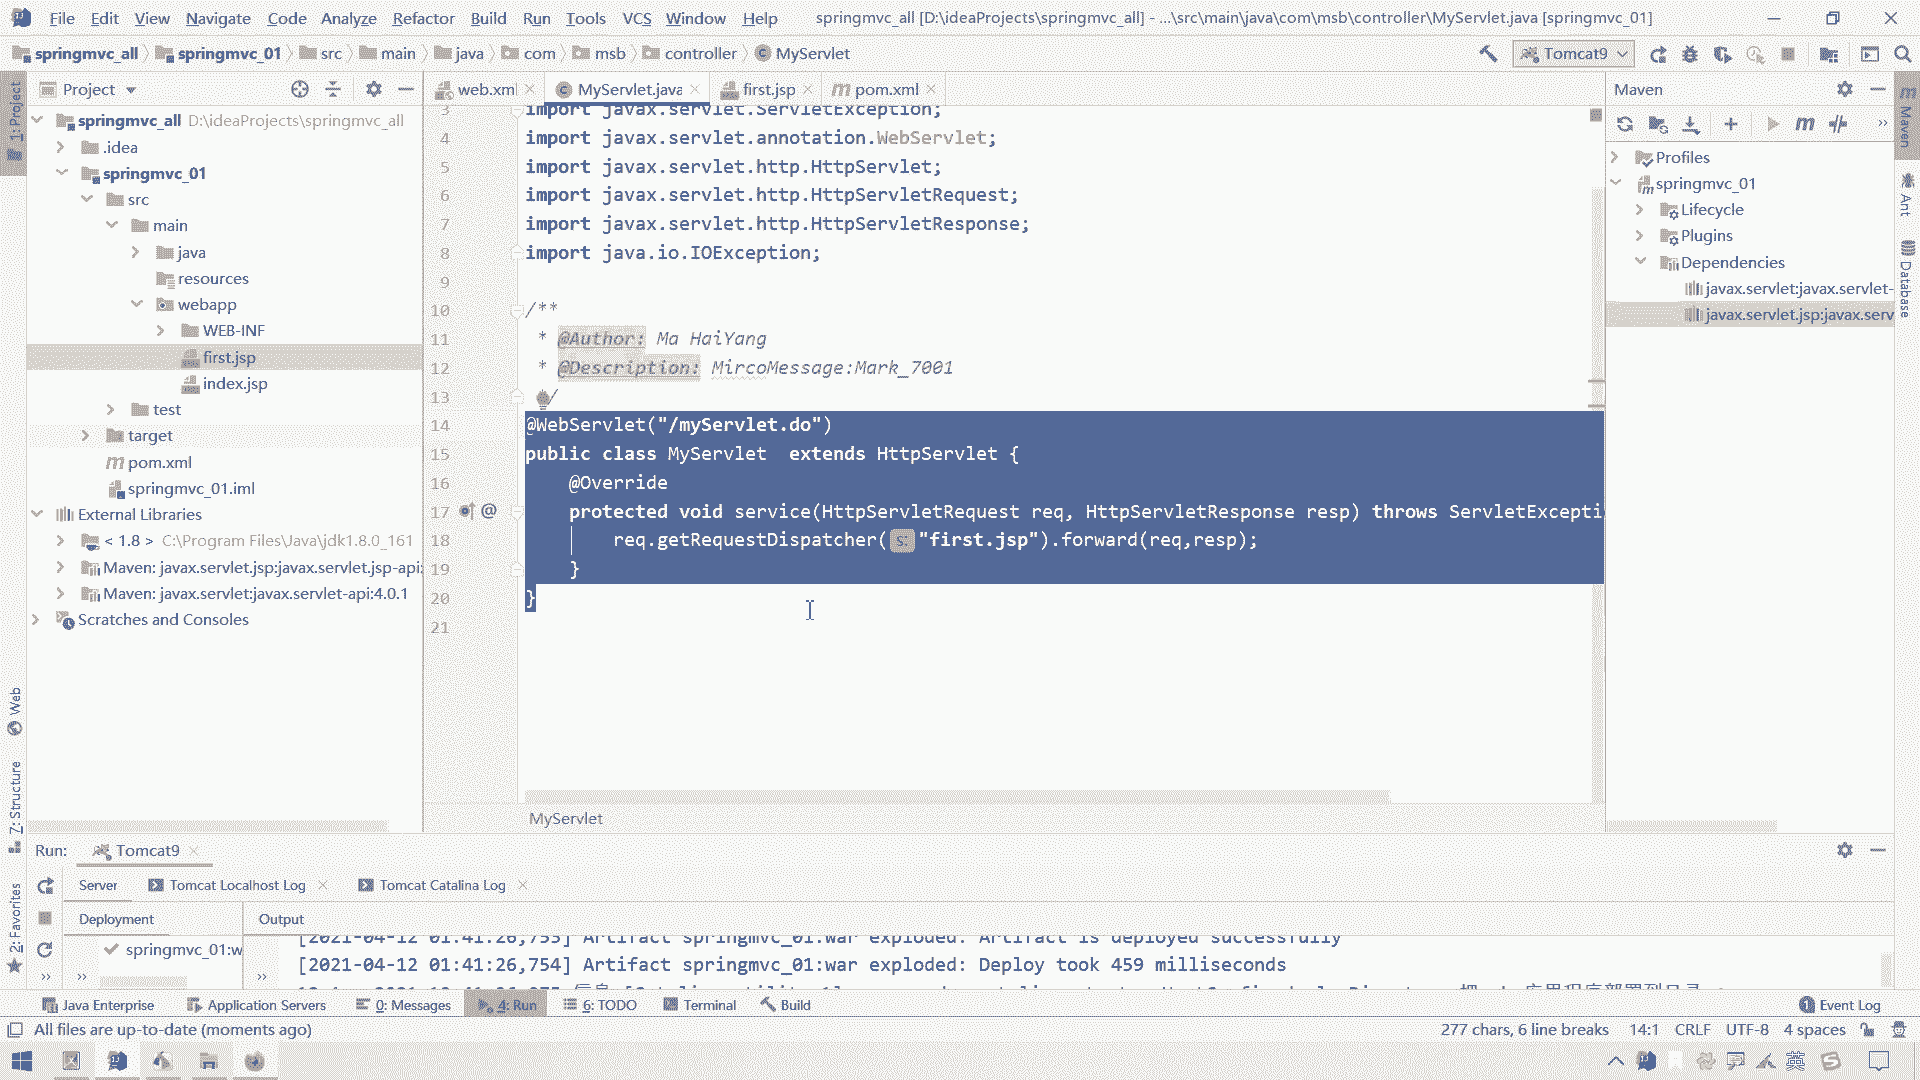 File Edit View Navigate Code Analyze Refactor Build Run Tools VCS Window Help springmvc_all [D:\ideaProjects\springmvc_all] - ...\src\main\java\com\msb\controller\MyServlet.java [springmvc_01]
springmvc_all springmvc_01 src main java com msb controller MyServlet Tomcat9
Project
springmvc_all D:\ideaProjects\springmvc_all
.idea
springmvc_01
src
main
java
resources
webapp
WEB-INF
first.jsp
index.jsp
test
target
pom.xml
springmvc_01.iml
External Libraries
< 1.8 > C:\Program Files\Java\jdk1.8.0_161
Maven: javax.servlet.jsp:javax.servlet.jsp-api:
Maven: javax.servlet:javax.servlet-api:4.0.1
Scratches and Consoles
web.xml MyServlet.java first.jsp pom.xml
3 import javax.servlet.ServletException;
4 import javax.servlet.annotation.WebServlet;
5 import javax.servlet.http.HttpServlet;
6 import javax.servlet.http.HttpServletRequest;
7 import javax.servlet.http.HttpServletResponse;
8 import java.io.IOException;
9
10 /**
11 * @Author: Ma HaiYang
12 * @Description: MircoMessage:Mark_7001
13 */
14 @WebServlet("/myServlet.do")
15 public class MyServlet extends HttpServlet {
16 @Override
17 protected void service(HttpServletRequest req, HttpServletResponse resp) throws ServletExcepti
18 req.getRequestDispatcher( s: "first.jsp").forward(req,resp);
19 }
20 }
21
MyServlet
Maven
Profiles
springmvc_01
Lifecycle
Plugins
Dependencies
javax.servlet:javax.servlet-
javax.servlet.jsp:javax.serv
1: Project
Web
7: Structure
2: Favorites
Maven
Ant
Database
Run: Tomcat9
Server Tomcat Localhost Log Tomcat Catalina Log
Deployment Output
springmvc_01:w
[2021-04-12 01:41:26,753] Artifact springmvc_01:war exploded: Artifact is deployed successfully
[2021-04-12 01:41:26,754] Artifact springmvc_01:war exploded: Deploy took 459 milliseconds
Java Enterprise Application Servers 0: Messages 4: Run 6: TODO Terminal Build 1 Event Log
All files are up-to-date (moments ago) 277 chars, 6 line breaks 14:1 CRLF UTF-8 4 spaces
英